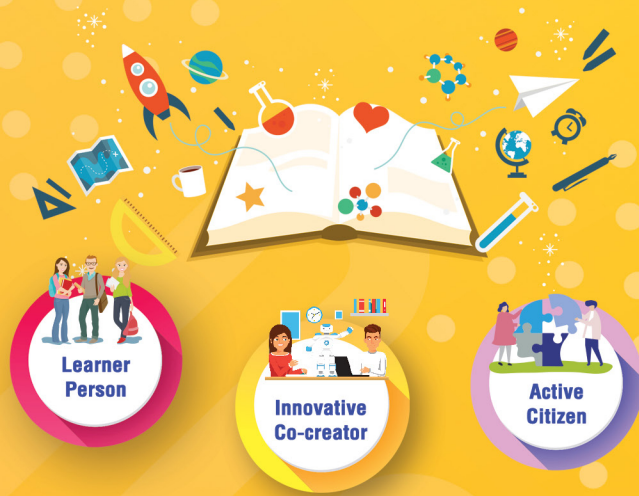 Learner
Person
Innovative
Co-creator
Active
Citizen